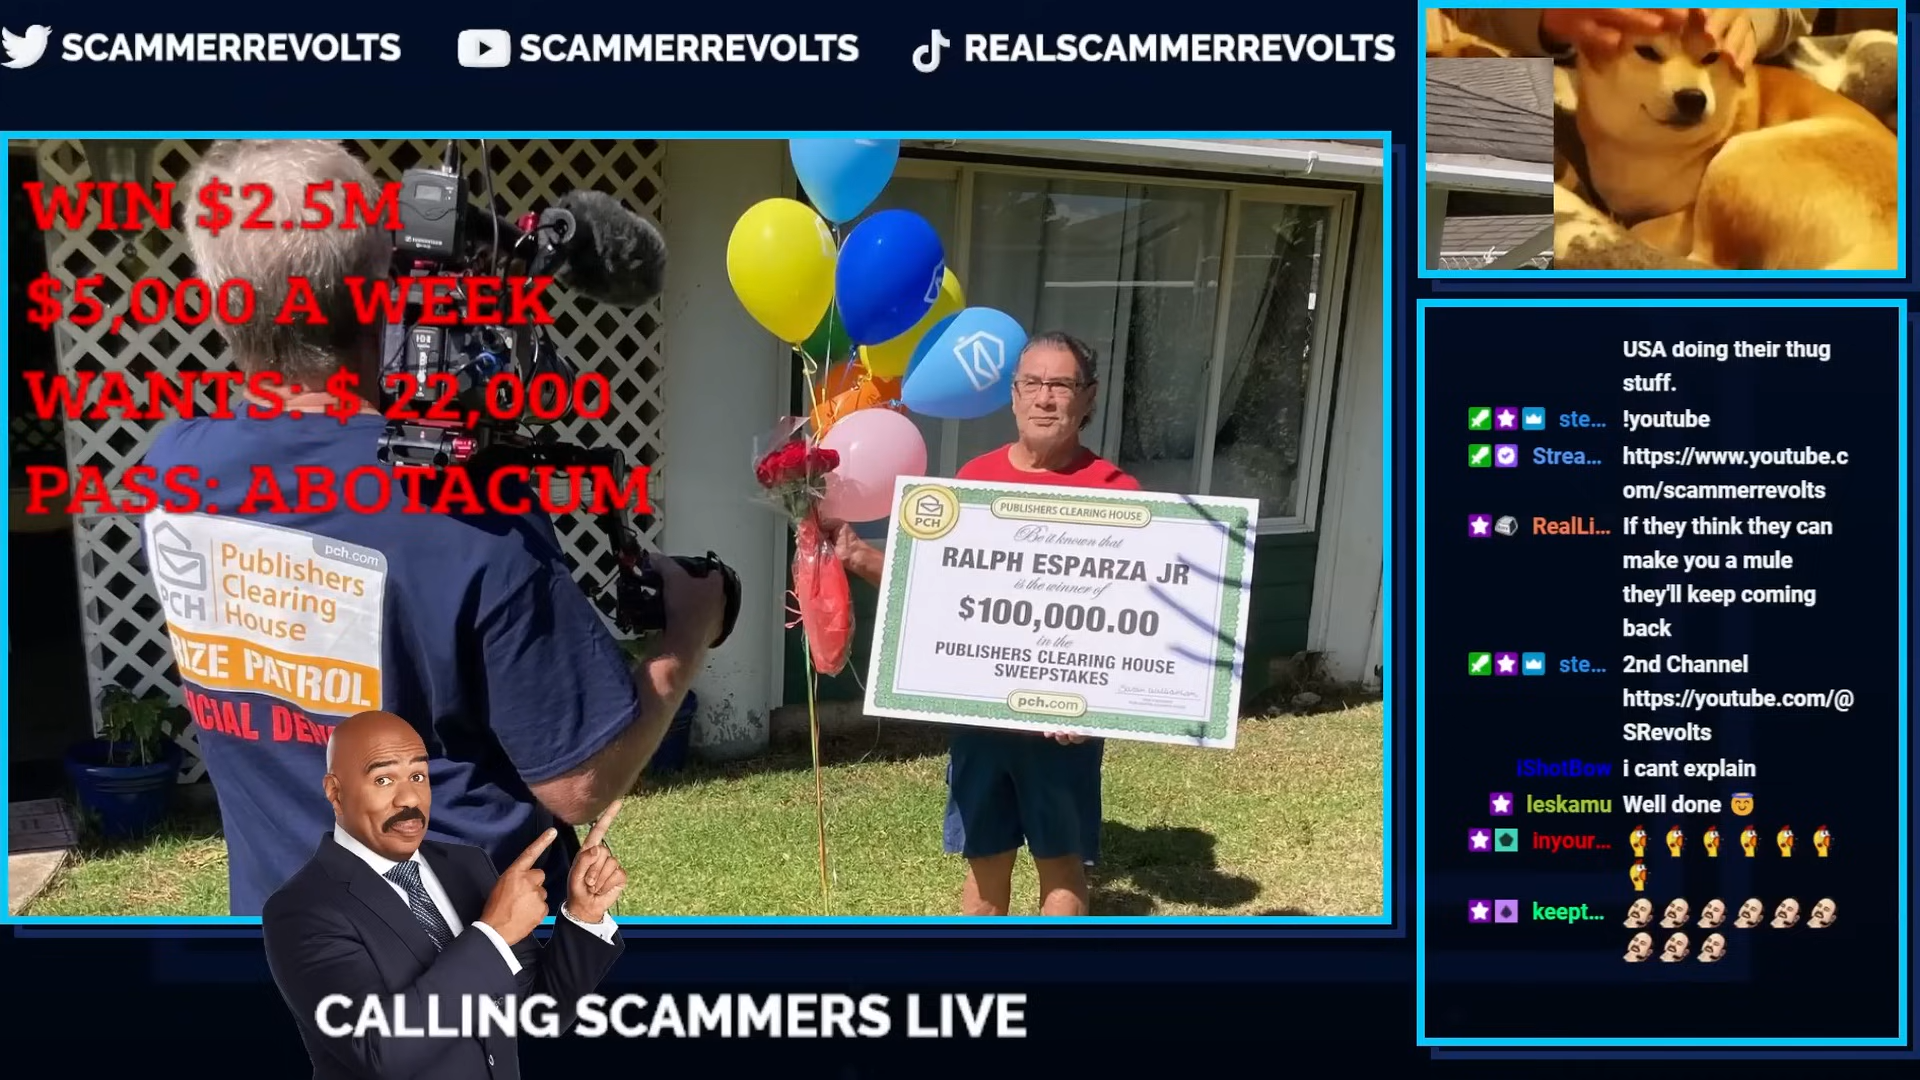 SCAMMERREVOLTS
SCAMMERREVOLTS
REALSCAMMERREVOLTS
WIN $2.5M
$5,000 A WEEK
WANTS: $ 22,000
PASS: ABOTACUM
pch.com
PCH
Publishers
Clearing
House
RIZE PATROL
PCH
PUBLISHERS CLEARING HOUSE
Be it known that
RALPH ESPARZA JR
is the winner of
$100,000.00
in the
PUBLISHERS CLEARING HOUSE
SWEEPSTAKES
pch.com
CALLING SCAMMERS LIVE
USA doing their thug
stuff.
ste... !youtube
Strea... https://www.youtube.c
om/scammerrevolts
RealLi... If they think they can
make you a mule
they'll keep coming
back
ste... 2nd Channel
https://youtube.com/@
SRevolts
iShotBow i cant explain
leskamu Well done
inyour...
keept...